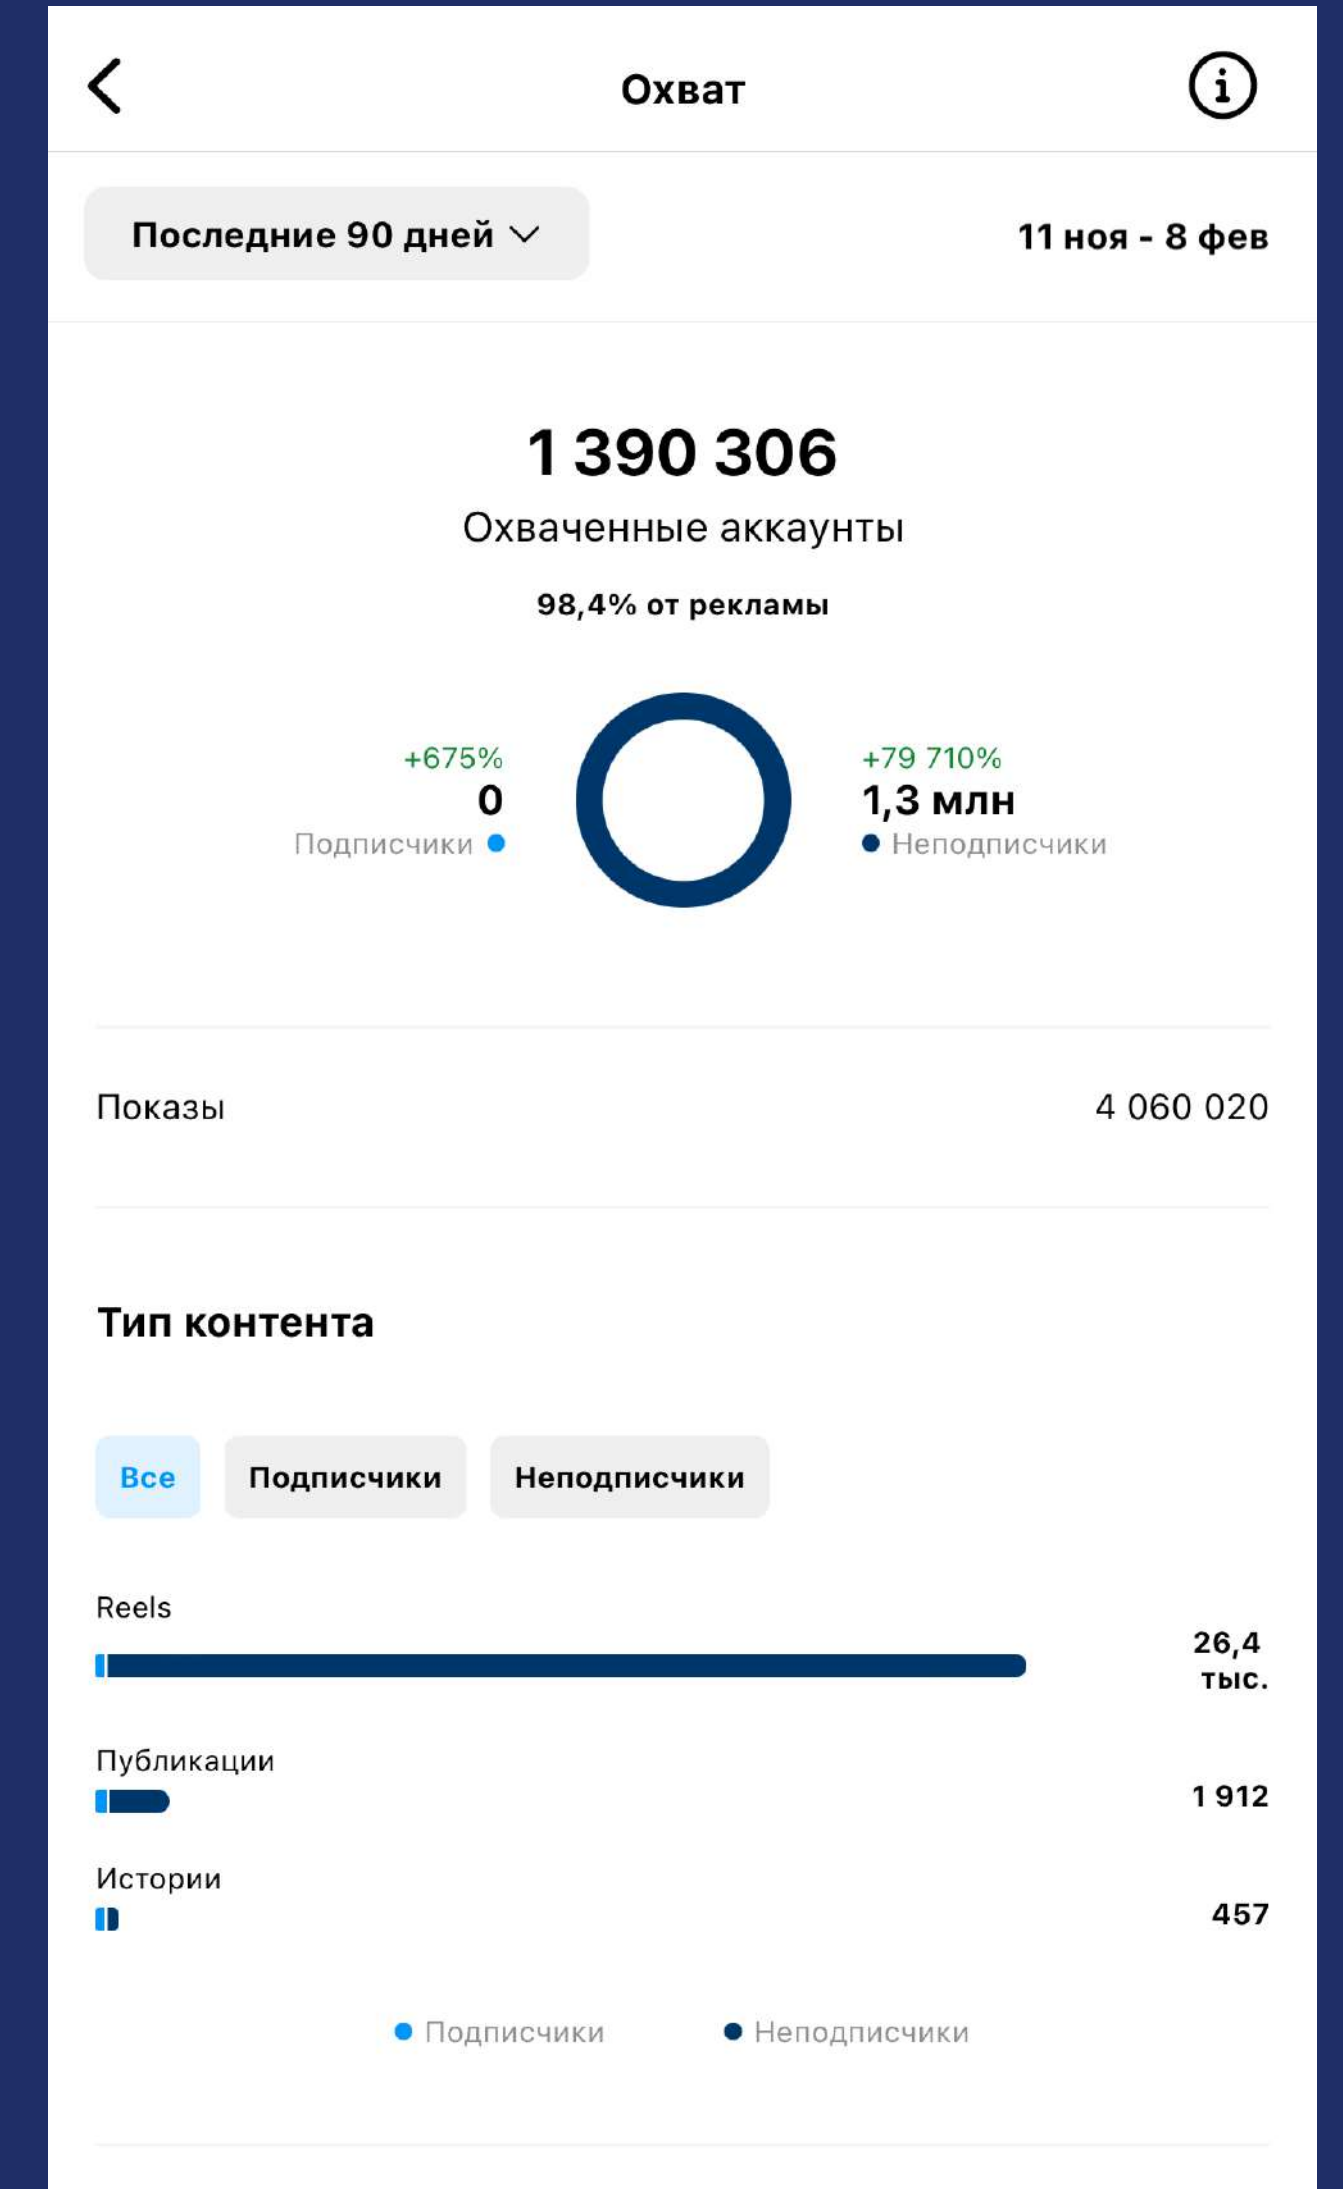 Охват
Последние 90 дней
11 ноя - 8 фев
1 390 306
Охваченные аккаунты
98,4% от рекламы
+675%
0
Подписчики
+79 710%
1,3 млн
Неподписчики
Показы 4 060 020
Тип контента
Все Подписчики Неподписчики
Reels
26,4
тыс.
Публикации
1 912
Истории
457
Подписчики Неподписчики